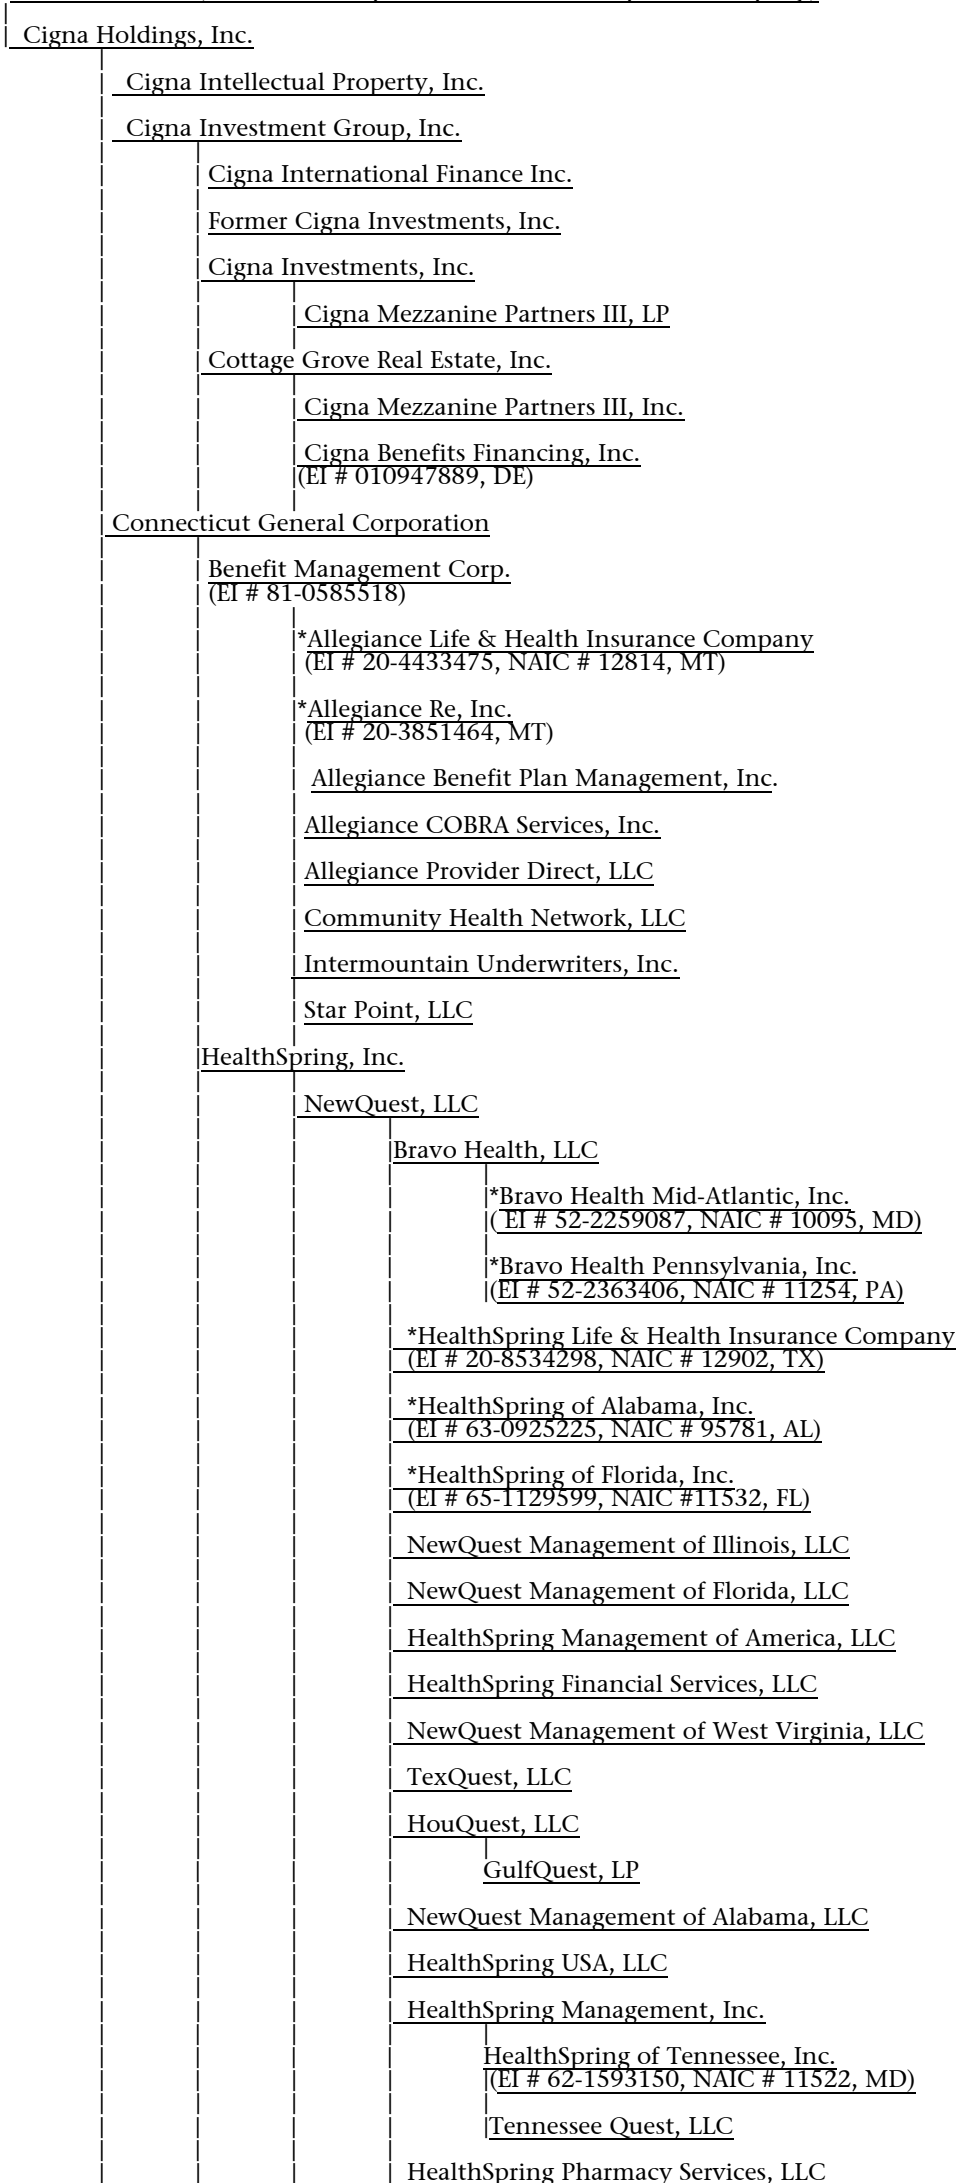 Cigna Holdings, Inc.
Cigna Intellectual Property, Inc.
Cigna Investment Group, Inc.
Cigna International Finance Inc.
Former Cigna Investments, Inc.
Cigna Investments, Inc.
Cigna Mezzanine Partners III, LP
Cottage Grove Real Estate, Inc.
Cigna Mezzanine Partners III, Inc.
Cigna Benefits Financing, Inc.
(EI # 010947889, DE)
Connecticut General Corporation
Benefit Management Corp.
(EI # 81-0585518)
*Allegiance Life & Health Insurance Company
(EI # 20-4433475, NAIC # 12814, MT)
*Allegiance Re, Inc.
(EI # 20-3851464, MT)
Allegiance Benefit Plan Management, Inc.
Allegiance COBRA Services, Inc.
Allegiance Provider Direct, LLC
Community Health Network, LLC
Intermountain Underwriters, Inc.
Star Point, LLC
HealthSpring, Inc.
NewQuest, LLC
Bravo Health, LLC
*Bravo Health Mid-Atlantic, Inc.
( EI # 52-2259087, NAIC # 10095, MD)
*Bravo Health Pennsylvania, Inc.
(EI # 52-2363406, NAIC # 11254, PA)
*HealthSpring Life & Health Insurance Company
(EI # 20-8534298, NAIC # 12902, TX)
*HealthSpring of Alabama, Inc.
(EI # 63-0925225, NAIC # 95781, AL)
*HealthSpring of Florida, Inc.
(EI # 65-1129599, NAIC #11532, FL)
NewQuest Management of Illinois, LLC
NewQuest Management of Florida, LLC
HealthSpring Management of America, LLC
HealthSpring Financial Services, LLC
NewQuest Management of West Virginia, LLC
TexQuest, LLC
HouQuest, LLC
GulfQuest, LP
NewQuest Management of Alabama, LLC
HealthSpring USA, LLC
HealthSpring Management, Inc.
HealthSpring of Tennessee, Inc.
(EI # 62-1593150, NAIC # 11522, MD)
Tennessee Quest, LLC
HealthSpring Pharmacy Services, LLC